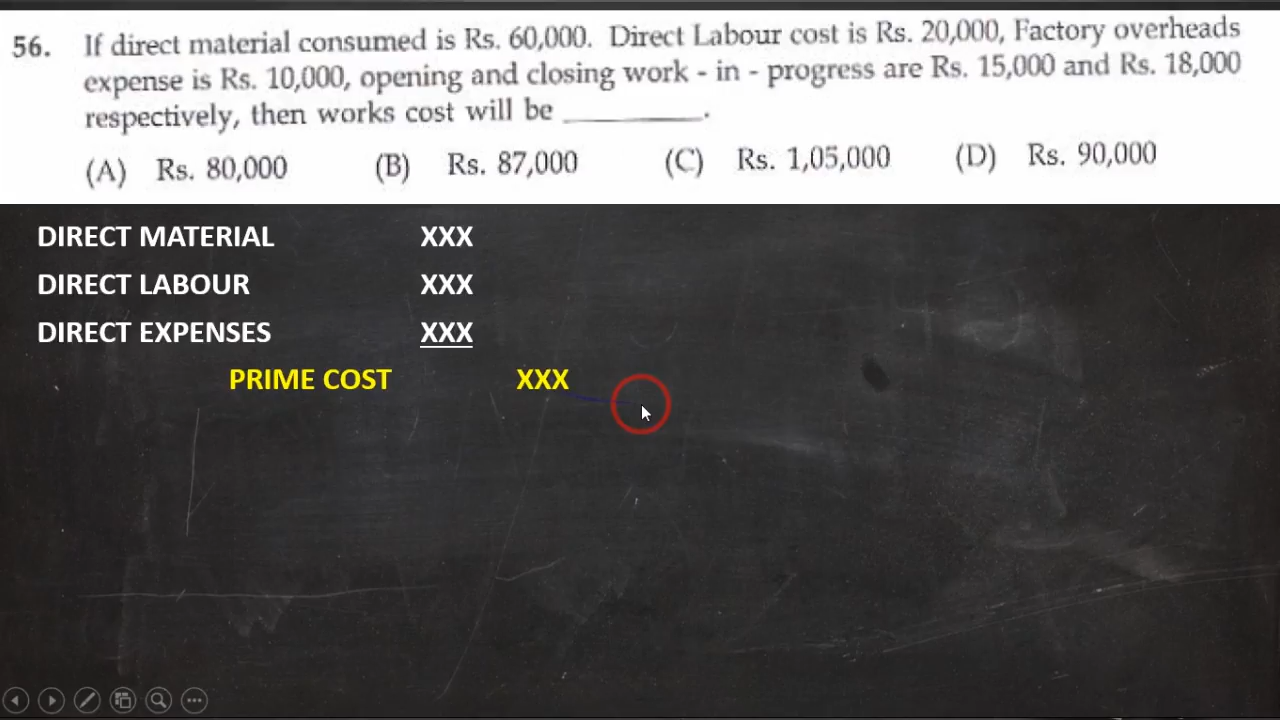 56. If direct material consumed is Rs. 60,000. Direct Labour cost is Rs. 20,000, Factory overheads
expense is Rs. 10,000, opening and closing work - in - progress are Rs. 15,000 and Rs. 18,000
respectively, then works cost will be __________.
(A) Rs. 80,000 (B) Rs. 87,000 (C) Rs. 1,05,000 (D) Rs. 90,000
DIRECT MATERIAL XXX
DIRECT LABOUR XXX
DIRECT EXPENSES XXX
PRIME COST XXX